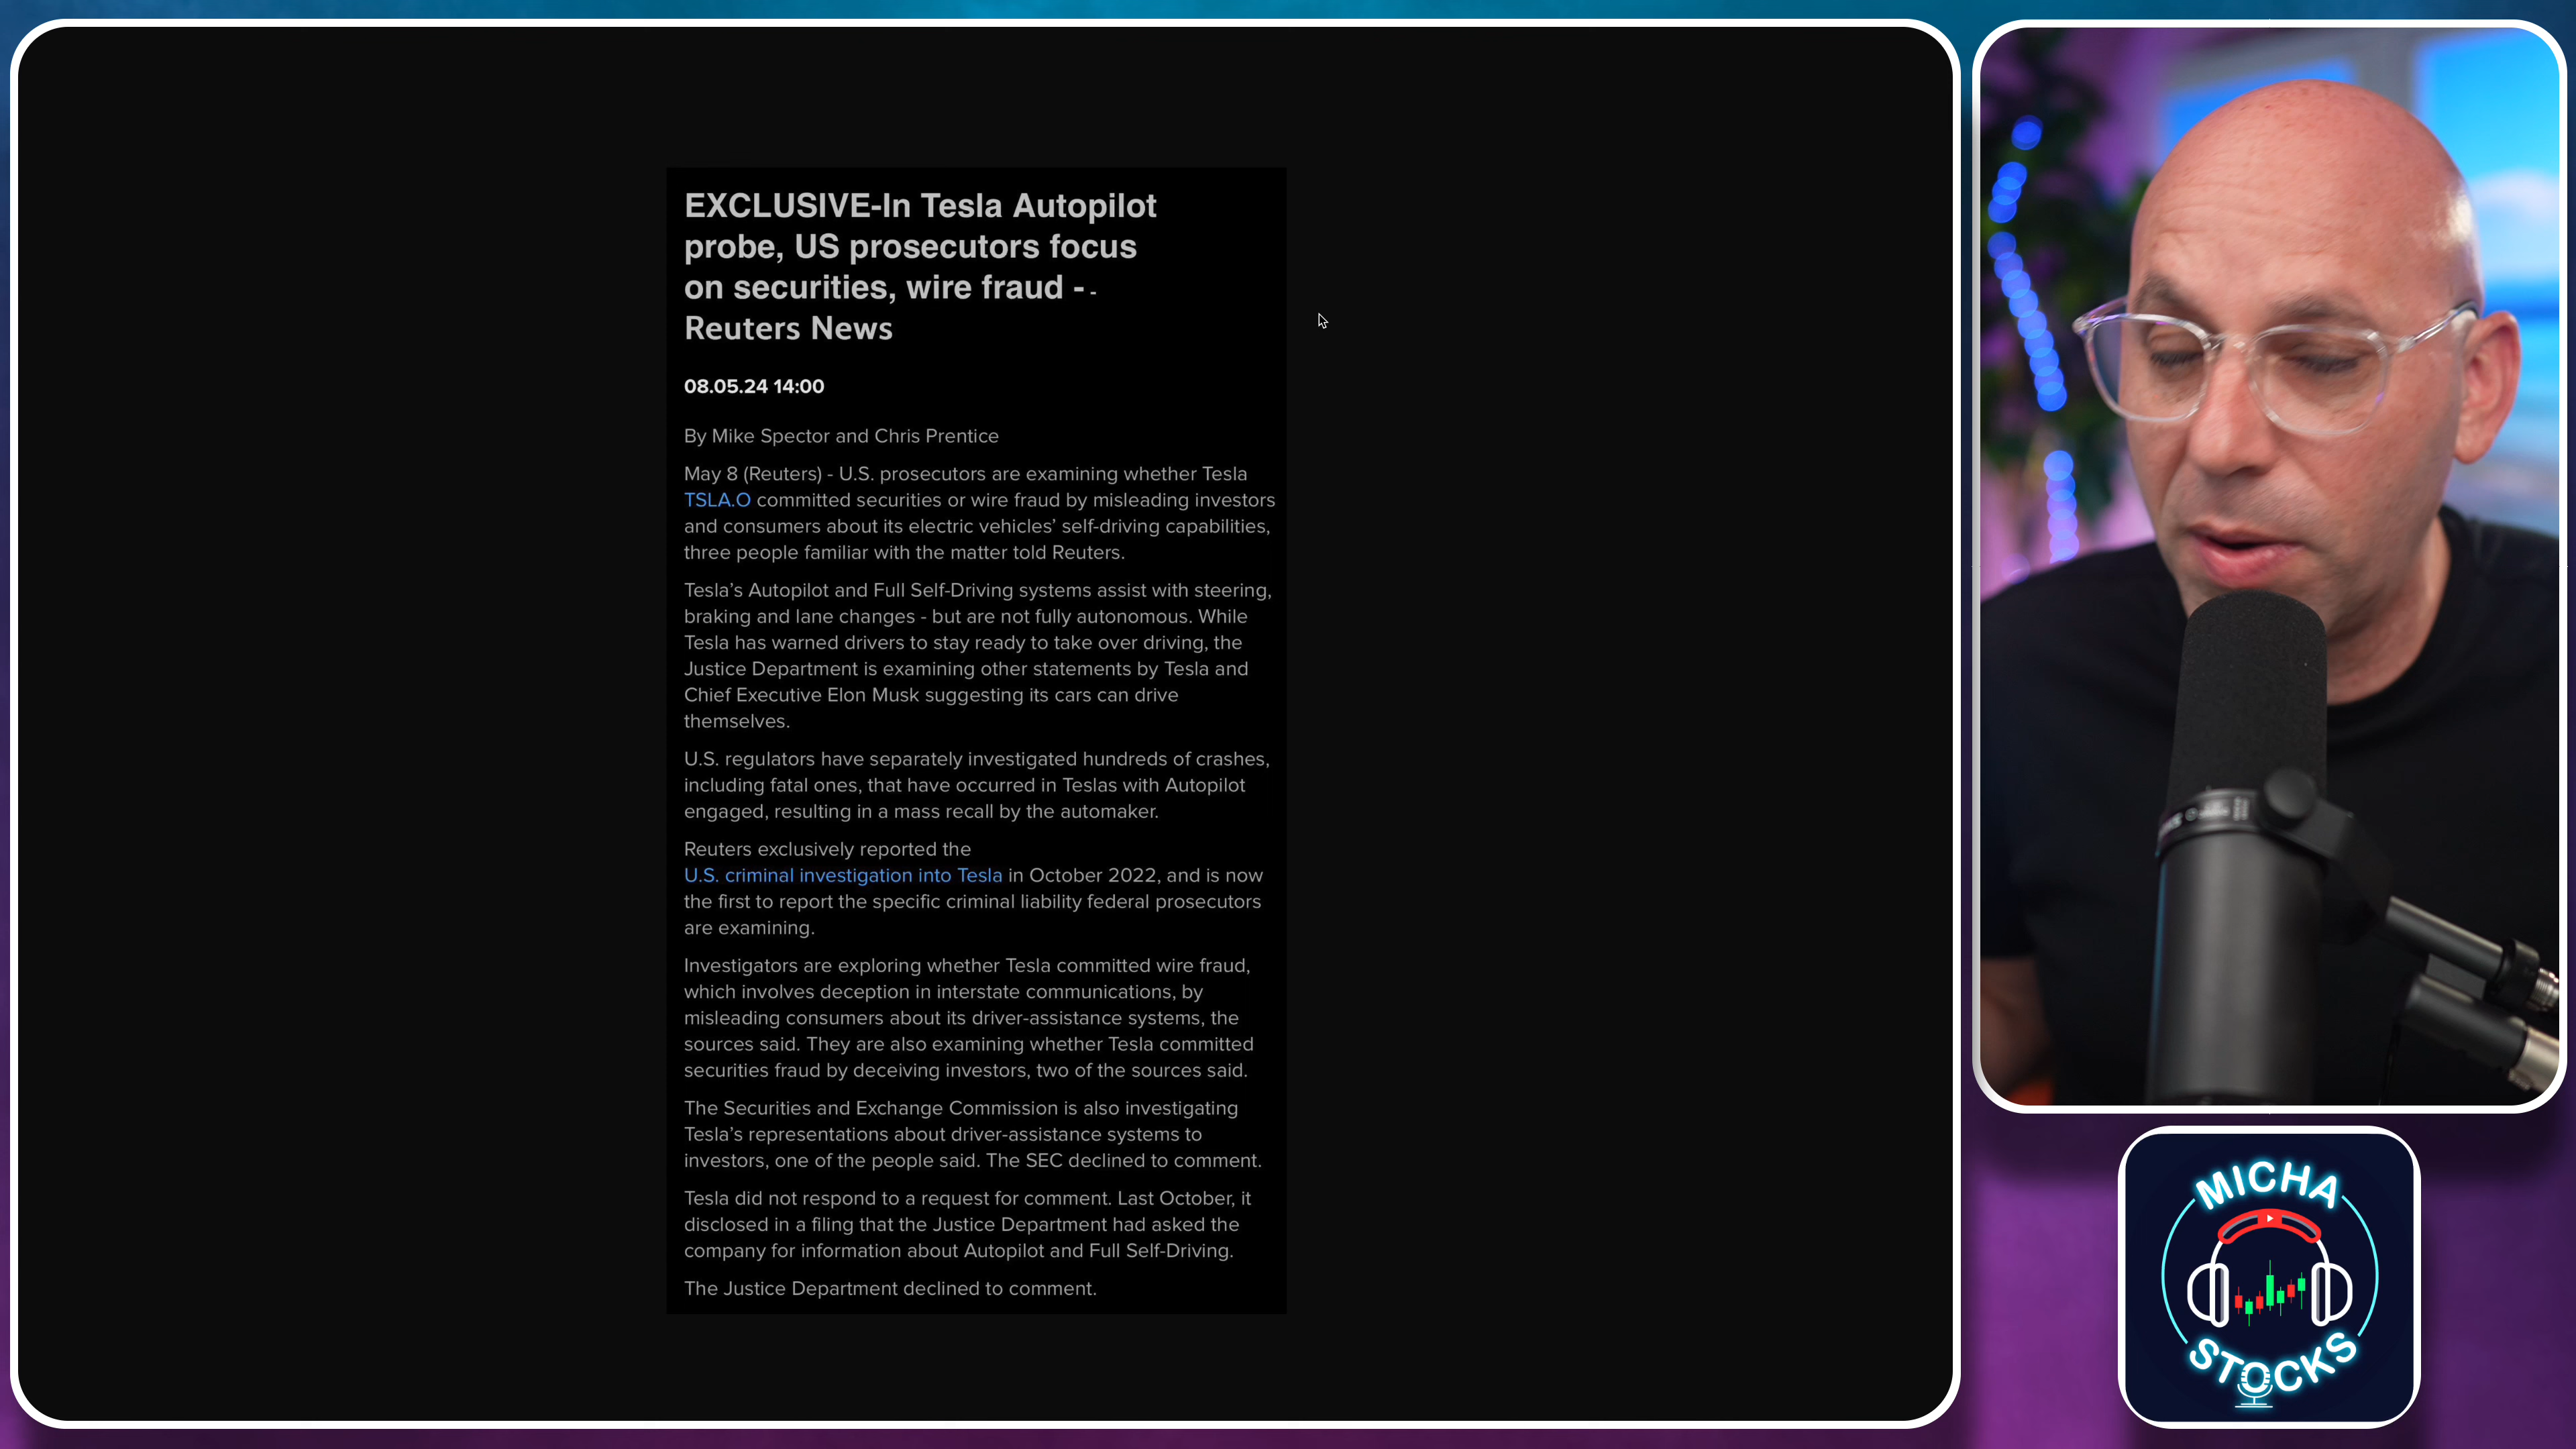 EXCLUSIVE-In Tesla Autopilot
probe, US prosecutors focus
on securities, wire fraud - -
Reuters News
08.05.24 14:00
By Mike Spector and Chris Prentice
May 8 (Reuters) - U.S. prosecutors are examining whether Tesla
TSLA.O committed securities or wire fraud by misleading investors
and consumers about its electric vehicles’ self-driving capabilities,
three people familiar with the matter told Reuters.
Tesla’s Autopilot and Full Self-Driving systems assist with steering,
braking and lane changes - but are not fully autonomous. While
Tesla has warned drivers to stay ready to take over driving, the
Justice Department is examining other statements by Tesla and
Chief Executive Elon Musk suggesting its cars can drive
themselves.
U.S. regulators have separately investigated hundreds of crashes,
including fatal ones, that have occurred in Teslas with Autopilot
engaged, resulting in a mass recall by the automaker.
Reuters exclusively reported the
U.S. criminal investigation into Tesla in October 2022, and is now
the first to report the specific criminal liability federal prosecutors
are examining.
Investigators are exploring whether Tesla committed wire fraud,
which involves deception in interstate communications, by
misleading consumers about its driver-assistance systems, the
sources said. They are also examining whether Tesla committed
securities fraud by deceiving investors, two of the sources said.
The Securities and Exchange Commission is also investigating
Tesla’s representations about driver-assistance systems to
investors, one of the people said. The SEC declined to comment.
Tesla did not respond to a request for comment. Last October, it
disclosed in a filing that the Justice Department had asked the
company for information about Autopilot and Full Self-Driving.
The Justice Department declined to comment.
MICHA
STOCKS